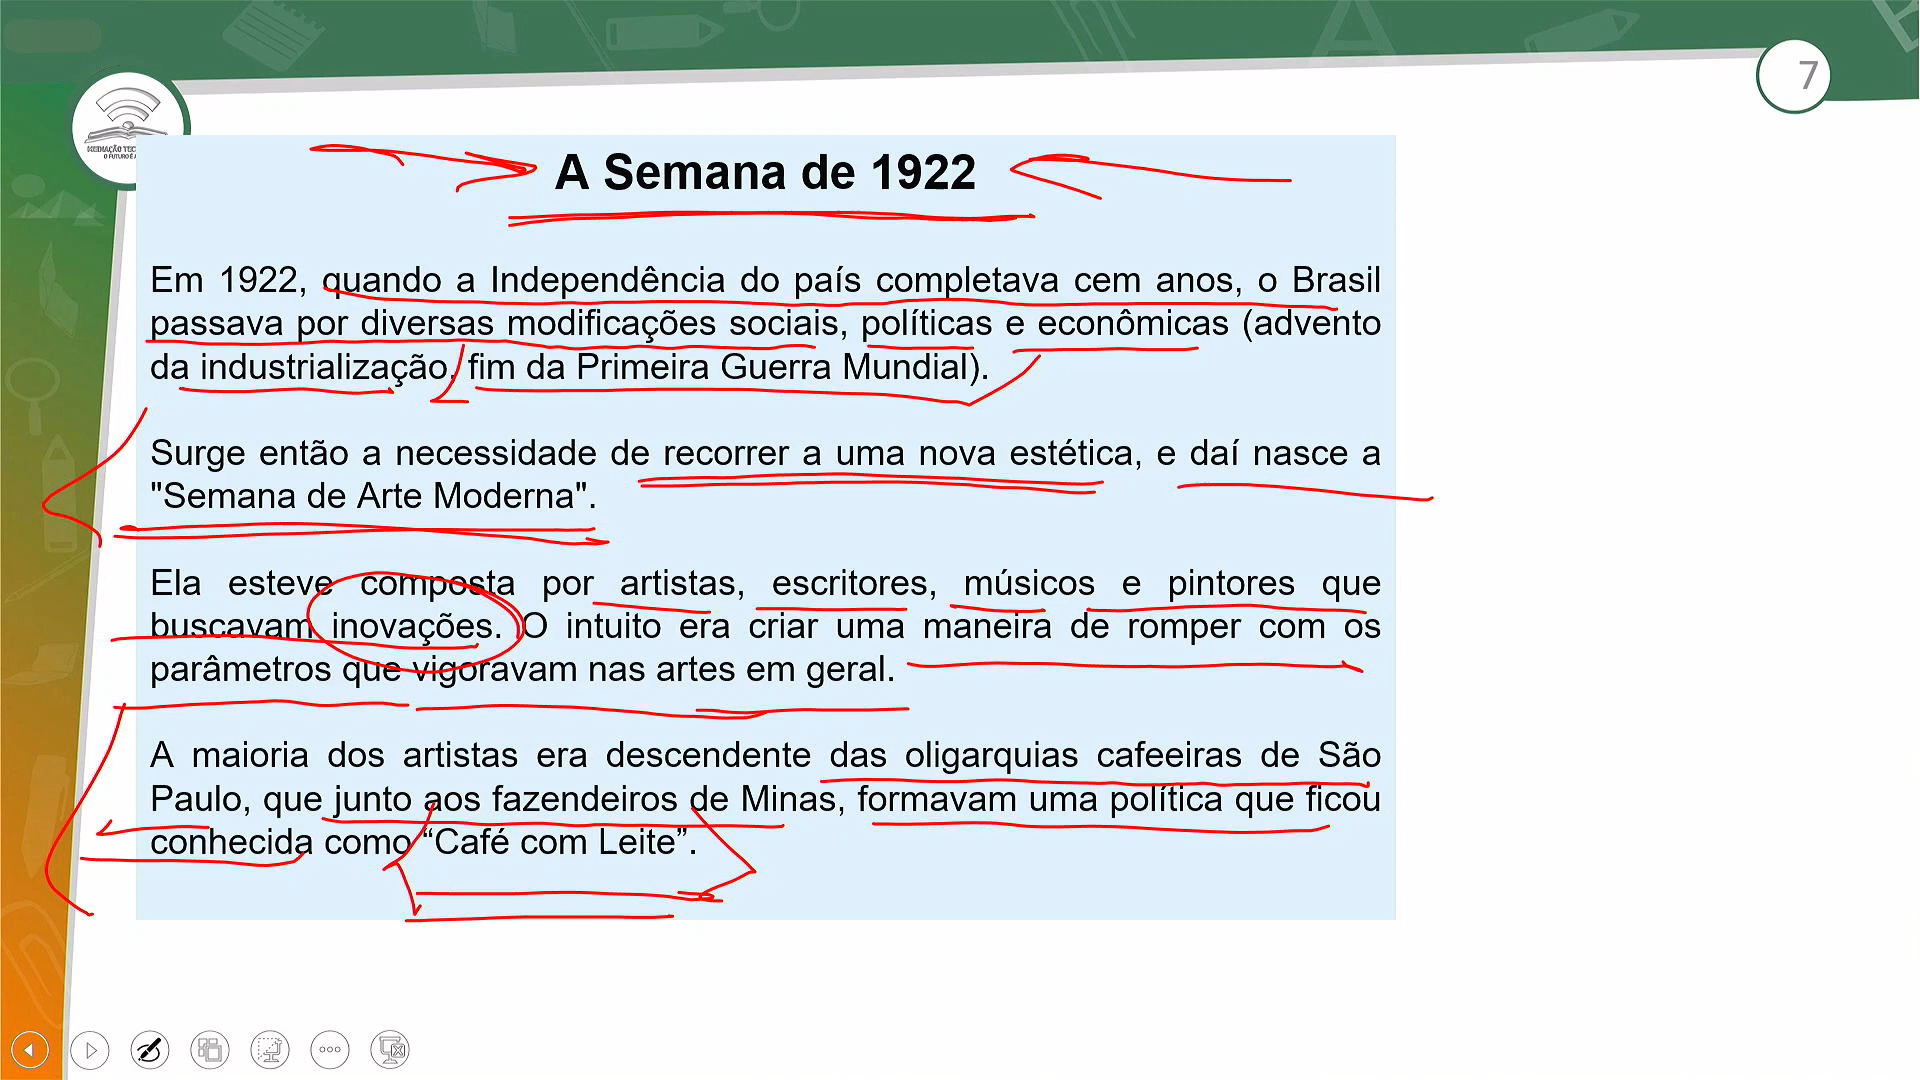 7
A Semana de 1922
Em 1922, quando a Independência do país completava cem anos, o Brasil
passava por diversas modificações sociais, políticas e econômicas (advento
da industrialização, fim da Primeira Guerra Mundial).
Surge então a necessidade de recorrer a uma nova estética, e daí nasce a
"Semana de Arte Moderna".
Ela esteve composta por artistas, escritores, músicos e pintores que
buscavam inovações. O intuito era criar uma maneira de romper com os
parâmetros que vigoravam nas artes em geral.
A maioria dos artistas era descendente das oligarquias cafeeiras de São
Paulo, que junto aos fazendeiros de Minas, formavam uma política que ficou
conhecida como “Café com Leite”.